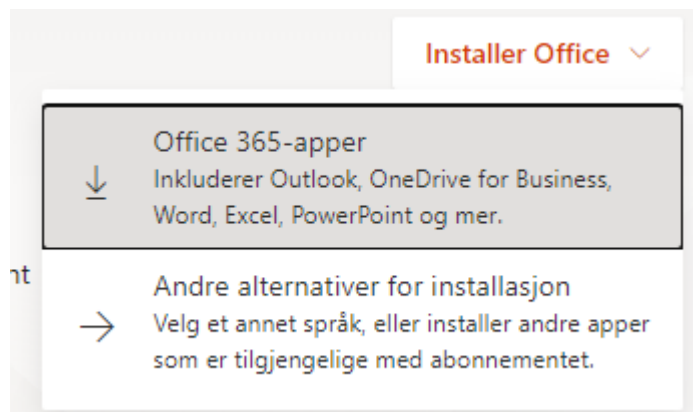 Installer Office
Office 365-apper
Inkluderer Outlook, OneDrive for Business,
Word, Excel, PowerPoint og mer.
nt
Andre alternativer for installasjon
Velg et annet språk, eller installer andre apper
som er tilgjengelige med abonnementet.